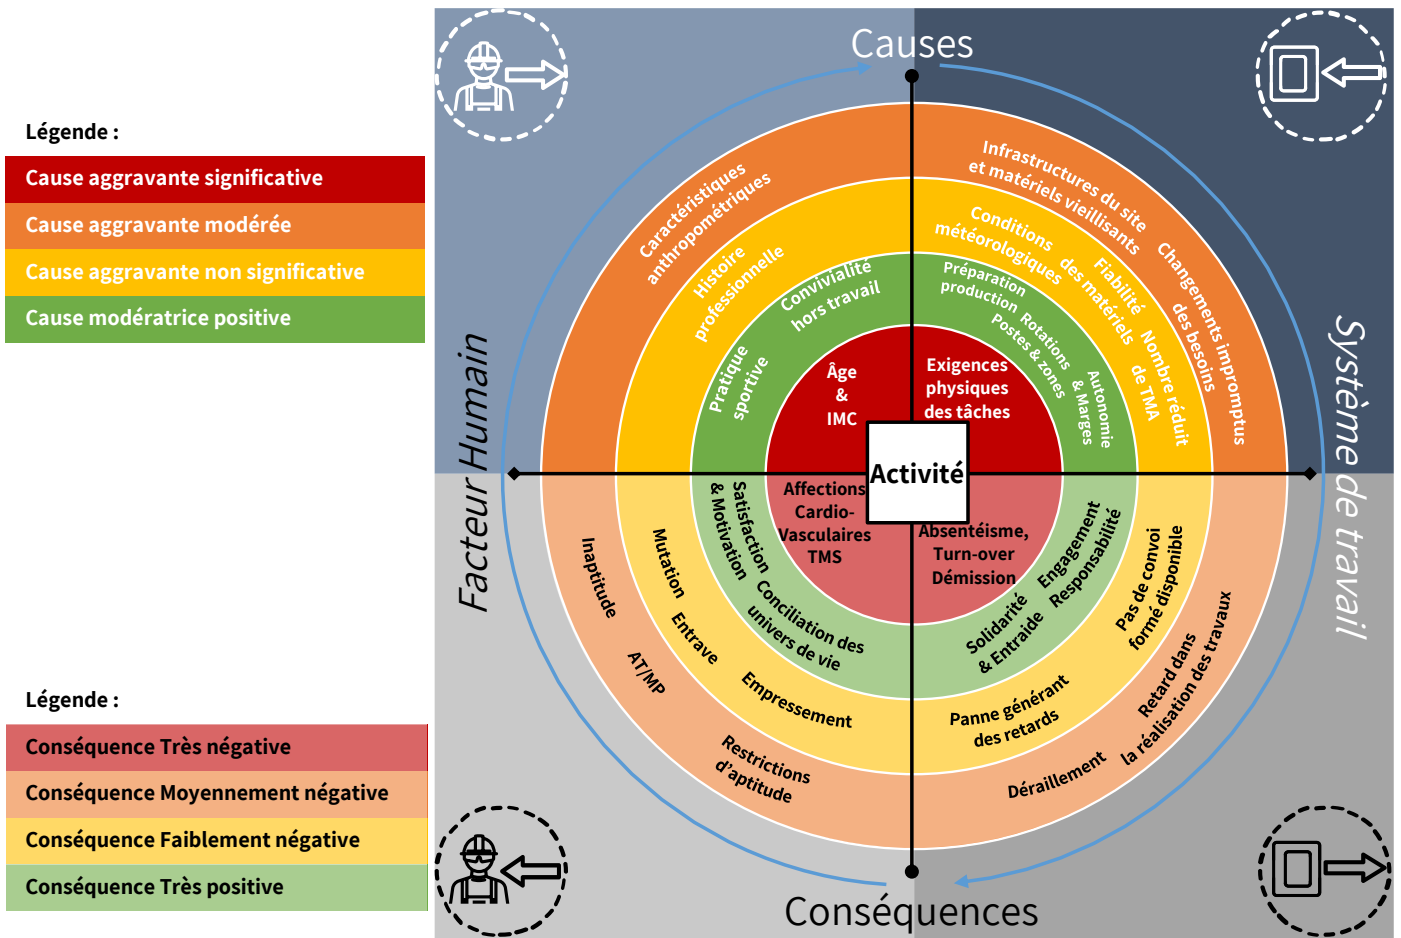 Causes
Légende :
Cause aggravante significative
Cause aggravante modérée
Cause aggravante non significative
Cause modératrice positive
Facteur Humain
Système de travail
Caractéristiques
anthropométriques
Histoire
professionnelle
Convivialité
hors travail
Pratique
sportive
Âge
&
IMC
Infrastructures du site
et matériels vieillissants
Changements impromptus
des besoins
Conditions
météorologiques
Fiabilité
des matériels
Nombre réduit
de TMA
Préparation
production
Rotations
Postes & zones
Autonomie
& Marges
Exigences
physiques
des tâches
Activité
Affections
Cardio-
Vasculaires
TMS
Satisfaction
& Motivation
Conciliation des
univers de vie
Mutation
Entrave
Empressement
Inaptitude
AT/MP
Restrictions
d'aptitude
Absentéisme,
Turn-over
Démission
Engagement
Responsabilité
Solidarité
& Entraide
Pas de convoi
formé disponible
Panne générant
des retards
Retard dans
la réalisation des travaux
Déraillement
Légende :
Conséquence Très négative
Conséquence Moyennement négative
Conséquence Faiblement négative
Conséquence Très positive
Conséquences